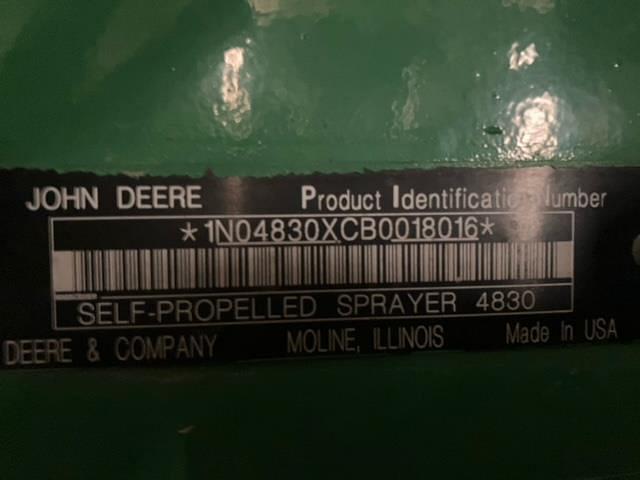 JOHN DEERE Product Identification Number
*1N04830XCB0018016*
SELF-PROPELLED SPRAYER 4830
DEERE & COMPANY MOLINE, ILLINOIS Made In USA